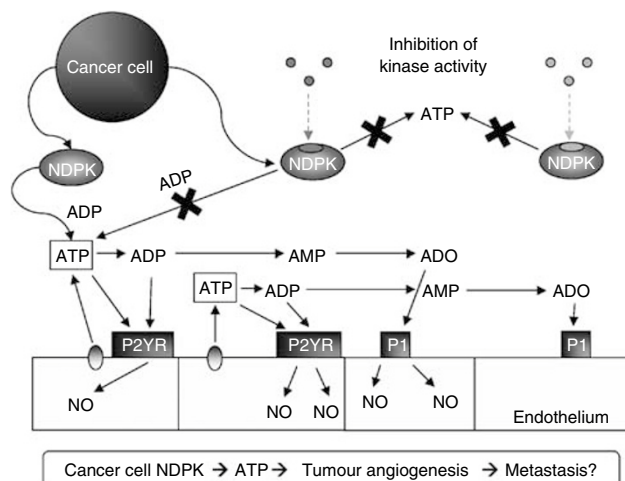 Cancer cell
Inhibition of
kinase activity
ATP
NDPK
NDPK
NDPK
ADP
ADP
ATP
ADP
AMP
ADO
ATP
ADP
AMP
ADO
P2YR
P2YR
P1
P1
NO
NO
NO
NO
NO
Endothelium
Cancer cell NDPK → ATP → Tumour angiogenesis → Metastasis?